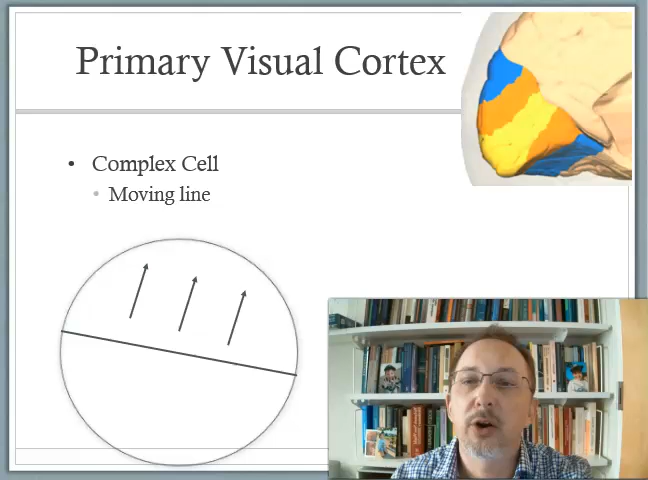 Primary Visual Cortex
• Complex Cell
• Moving line